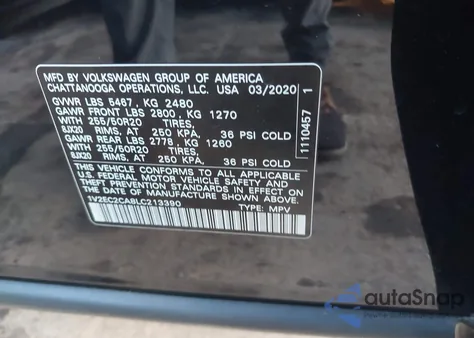 MFD BY VOLKSWAGEN GROUP OF AMERICA
CHATTANOOGA OPERATIONS, LLC. USA 03/2020
GVWR LBS 5467, KG 2480
GAWR FRONT LBS 2800, KG 1270
WITH 255/50R20 TIRES,
8JX20 RIMS, AT 250 KPA, 36 PSI COLD
GAWR REAR LBS 2778, KG 1260
WITH 255/50R20 TIRES,
8JX20 RIMS, AT 250 KPA, 36 PSI COLD
THIS VEHICLE CONFORMS TO ALL APPLICABLE
U.S. FEDERAL MOTOR VEHICLE SAFETY AND
THEFT PREVENTION STANDARDS IN EFFECT ON
THE DATE OF MANUFACTURE SHOWN ABOVE.
1V2EC2CA8LC213390
TYPE: MPV
1110457 1
autoSnap